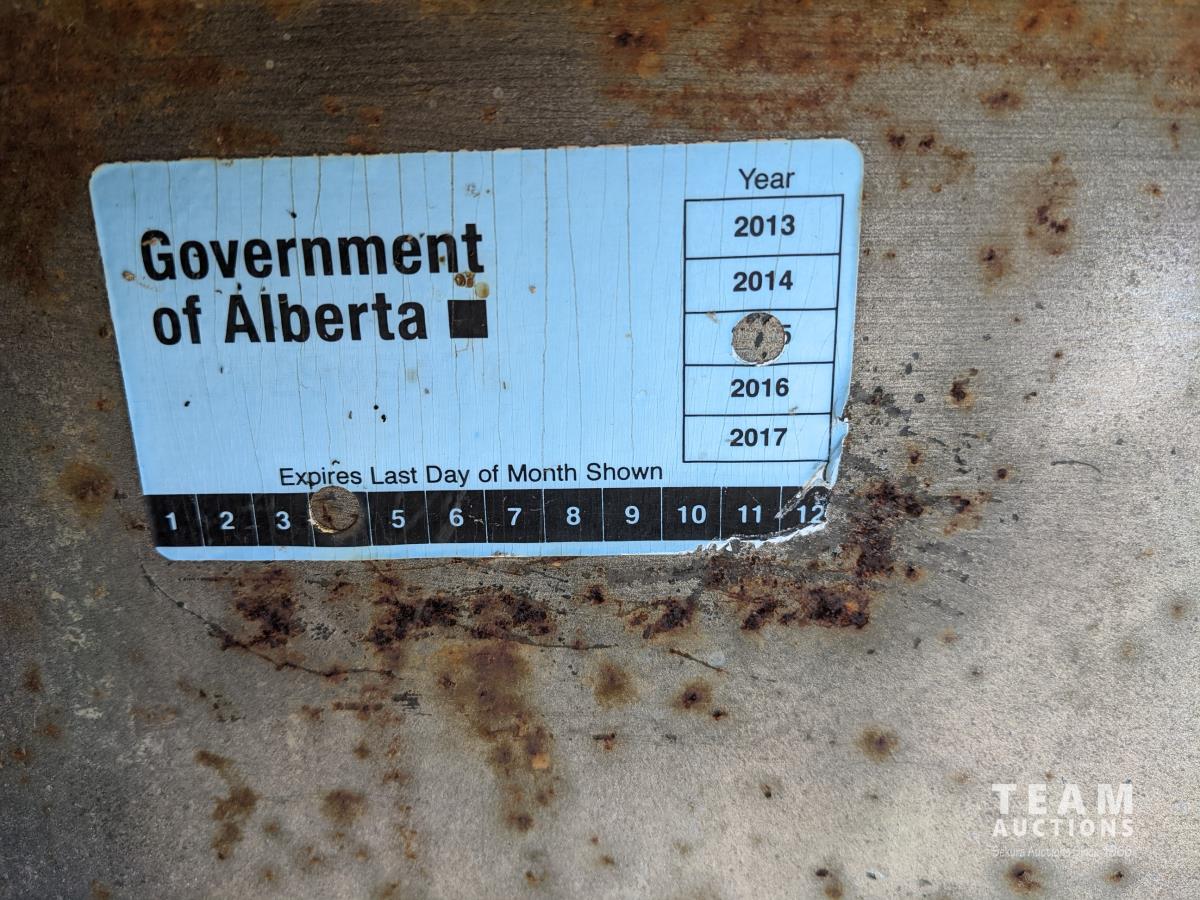 Government
of Alberta
Year
2013
2014
5
2016
2017
Expires Last Day of Month Shown
1 2 3 5 6 7 8 9 10 11 12
TEAM
AUCTIONS